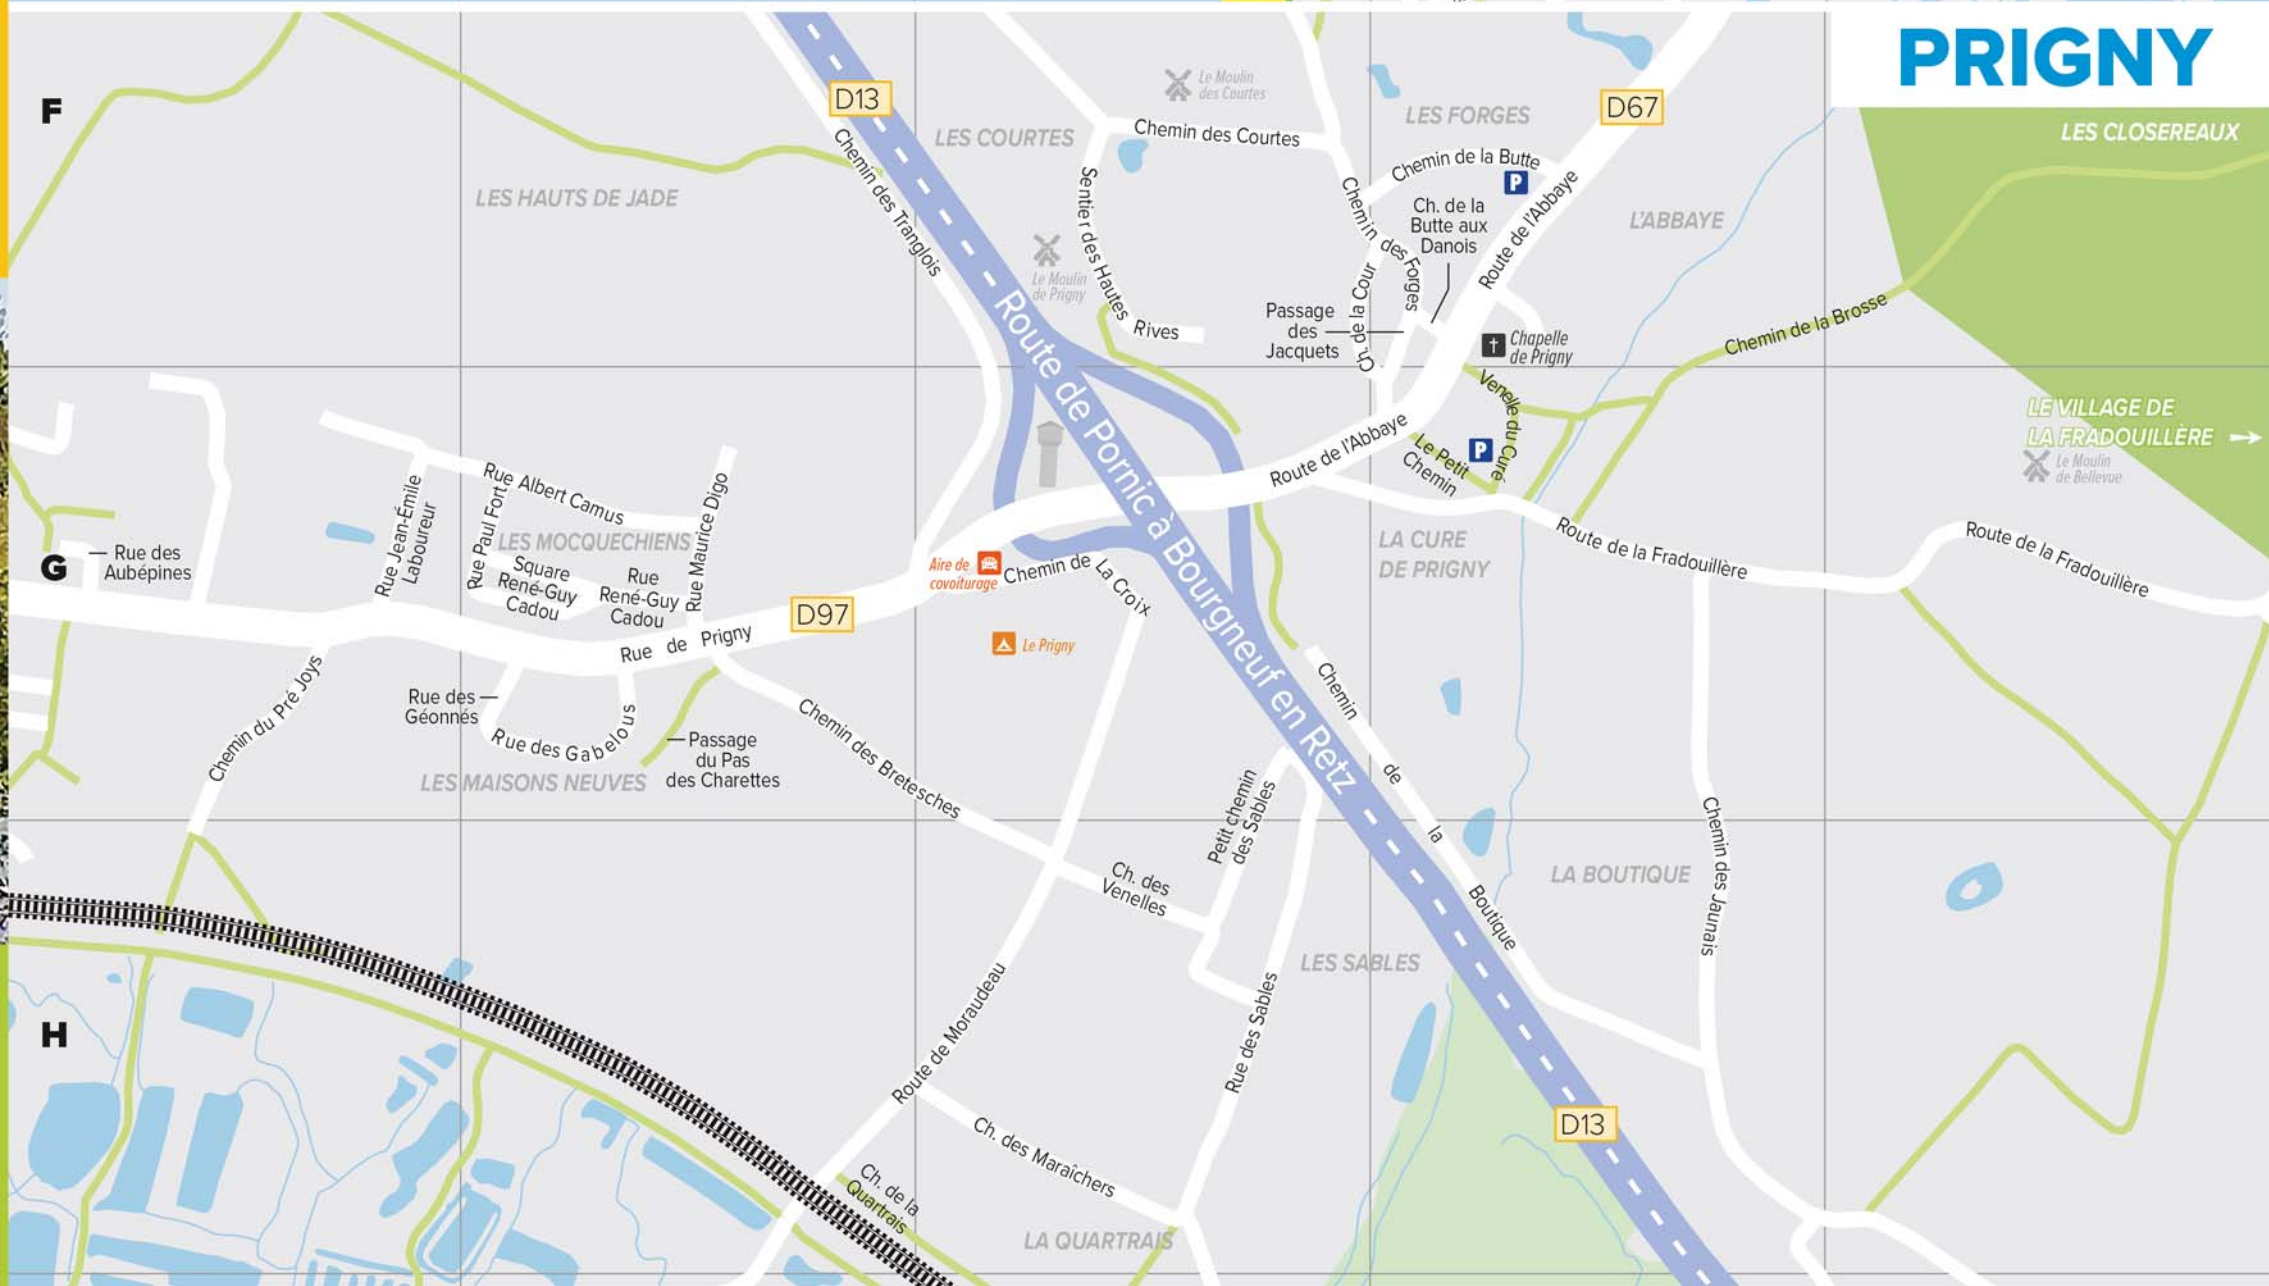 PRIGNY
F
D13
D67
Le Moulin
des Courtes
LES FORGES
LES CLOSEREAUX
LES COURTES
Chemin des Courtes
Chemin de la Butte
P
Chemin des Tranglois
LES HAUTS DE JADE
Sentier des Hautes Rives
Chemin des Forges
Ch. de la
Butte aux
Danois
Route de l'Abbaye
L'ABBAYE
Le Moulin
de Prigny
Ch. de la Cour
Passage
des
Jacquets
Chapelle
de Prigny
Chemin de la Brosse
Route de Pornic à Bourgneuf en Retz
Venelle du Curé
LE VILLAGE DE
LA FRADOUILLÈRE
Le Moulin
de Bellevue
Route de l'Abbaye
Le Petit
Chemin
P
Rue Albert Camus
Rue Jean-Émile
Laboureur
Rue Paul Fort
Rue Maurice Digo
LES MOCQUECHIENS
G
Rue des
Aubépines
Square
René-Guy
Cadou
Rue
René-Guy
Cadou
Aire de
covoiturage
Chemin de La Croix
LA CURE
DE PRIGNY
Route de la Fradouillère
Route de la Fradouillère
D97
Rue de Prigny
Le Prigny
Chemin du Pré Joys
Rue des
Géonnés
Rue des Gabelous
Passage
du Pas
des Charettes
LES MAISONS NEUVES
Chemin des Bretesches
Chemin de la Boutique
Petit chemin
des Sables
Ch. des
Venelles
LA BOUTIQUE
Chemin des Jaunais
LES SABLES
H
Route de Moraudeau
Rue des Sables
D13
Ch. des Maraîchers
Ch. de la
Quartrais
LA QUARTRAIS